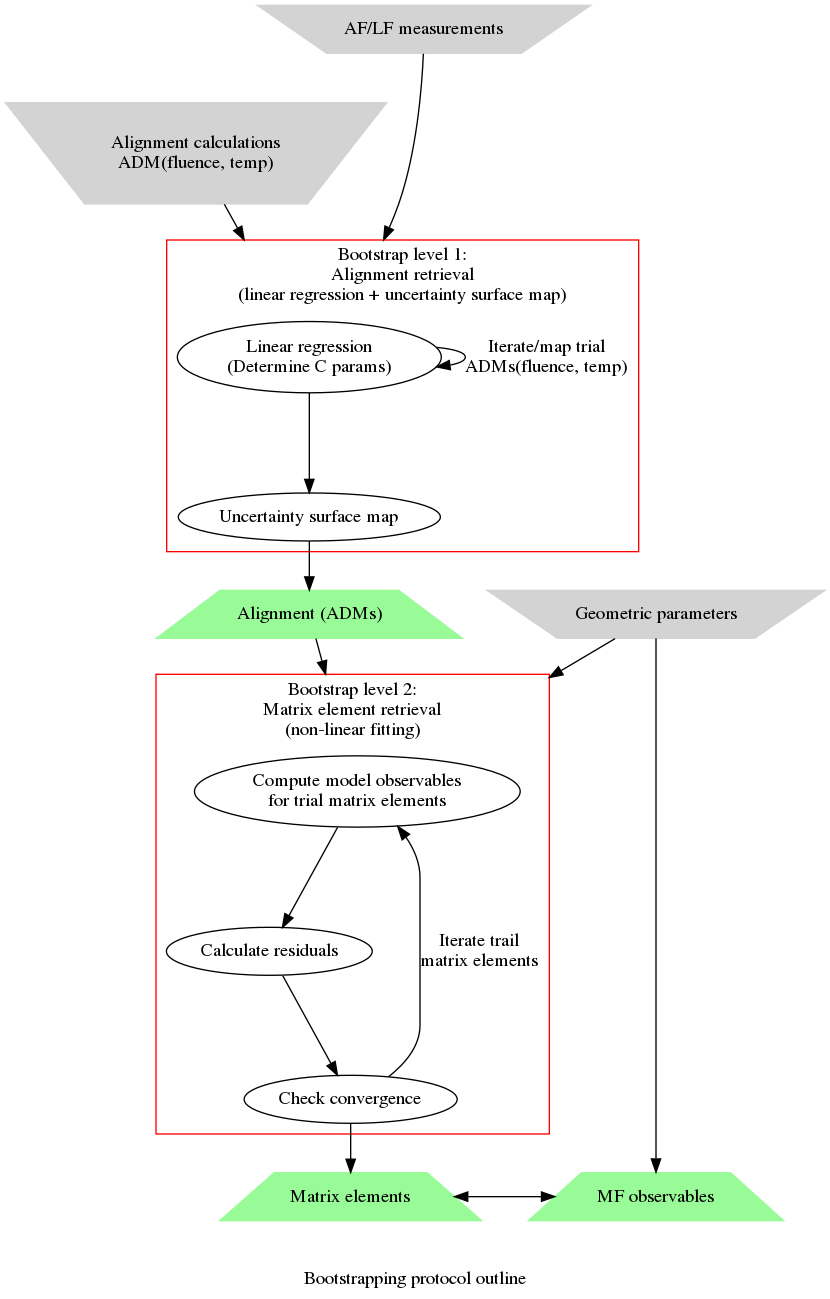 AF/LF measurements
Alignment calculations
ADM(fluence, temp)
Bootstrap level 1:
Alignment retrieval
(linear regression + uncertainty surface map)
Linear regression
(Determine C params)
Iterate/map trial
ADMs(fluence, temp)
Uncertainty surface map
Alignment (ADMs)
Geometric parameters
Bootstrap level 2:
Matrix element retrieval
(non-linear fitting)
Compute model observables
for trial matrix elements
Calculate residuals
Iterate trail
matrix elements
Check convergence
Matrix elements
MF observables
Bootstrapping protocol outline